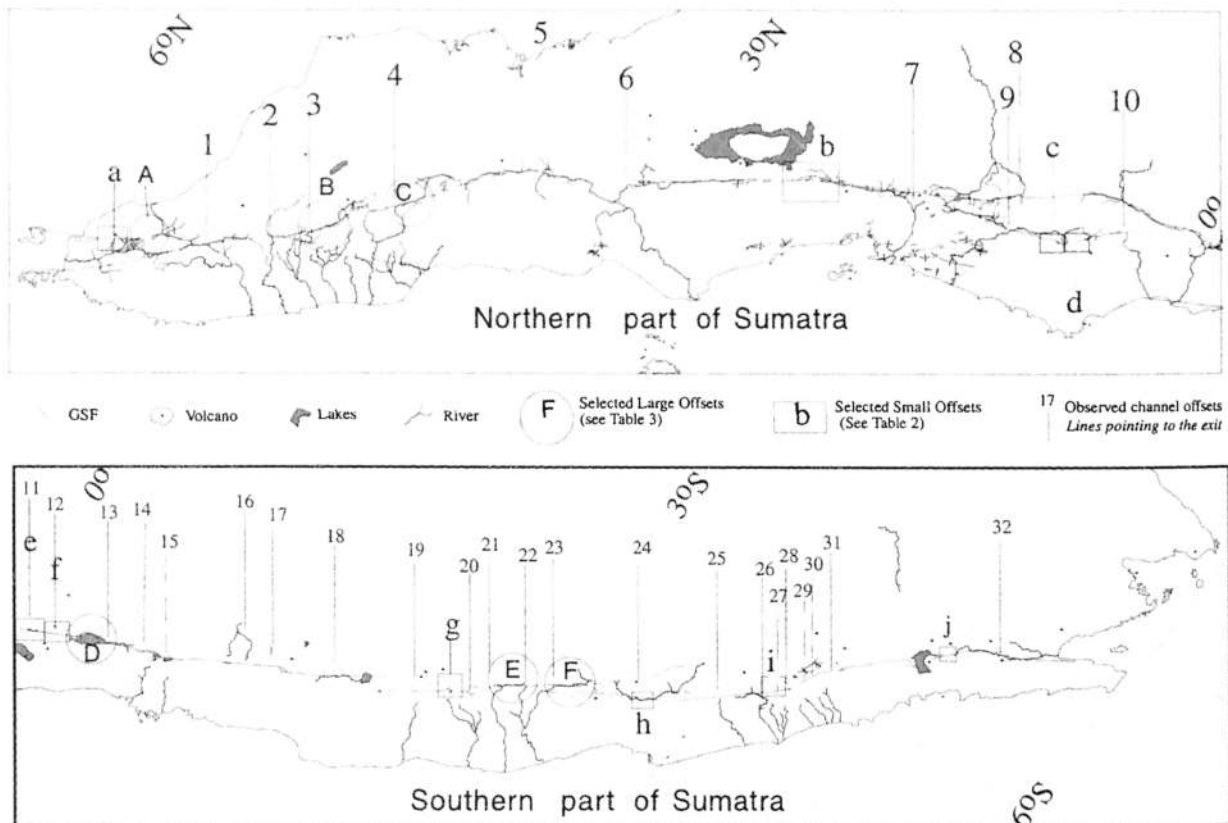 6°N
5
3°N
8
4
6
7
3
2
9
10
1
a
A
b
c
B
C
0°
d
Northern part of Sumatra
GSF
Volcano
Lakes
River
F
Selected Large Offsets
(see Table 3)
b
Selected Small Offsets
(See Table 2)
17
Observed channel offsets
Lines pointing to the exit
11
12
0°
13
14
15
16
17
18
3°S
19
20
21
22
23
24
25
26
27
28
29
30
31
32
e
f
D
g
E
F
h
i
j
Southern part of Sumatra
6°S